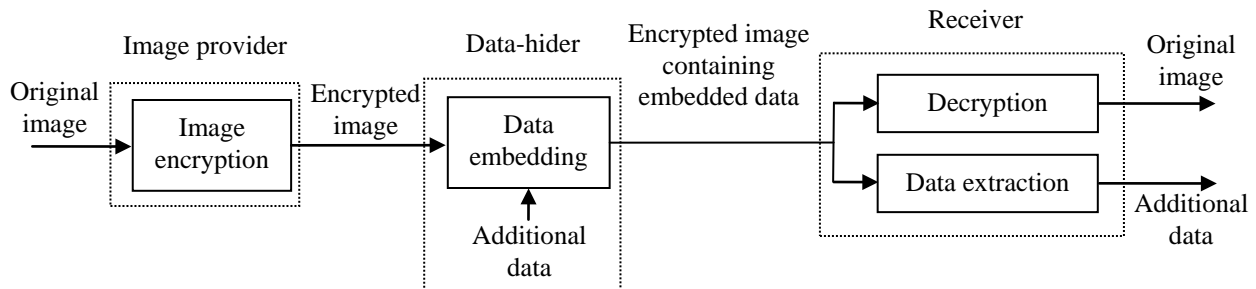 Image provider
Original
image
Image
encryption
Encrypted
image
Data-hider
Data
embedding
Additional
data
Encrypted image
containing
embedded data
Receiver
Decryption
Data extraction
Original
image
Additional
data